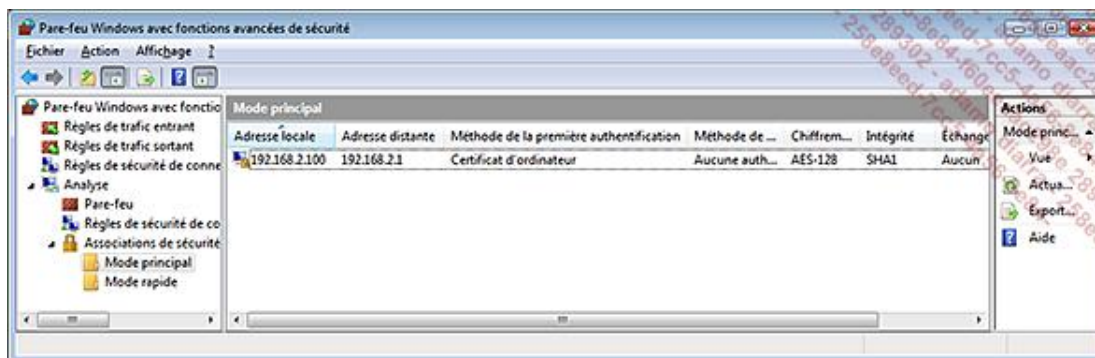 Pare-feu Windows avec fonctions avancées de sécurité
Fichier Action Affichage ?
Pare-feu Windows avec fonctio
Règles de trafic entrant
Règles de trafic sortant
Règles de sécurité de conne
Analyse
Pare-feu
Règles de sécurité de co
Associations de sécurité
Mode principal
Mode rapide
Mode principal
Adresse locale Adresse distante Méthode de la première authentification Méthode de ... Chiffrem... Intégrité Échange
192.168.2.100 192.168.2.1 Certificat d'ordinateur Aucune auth... AES-128 SHA1 Aucun
Actions
Mode princ...
Vue
Actua...
Export...
Aide